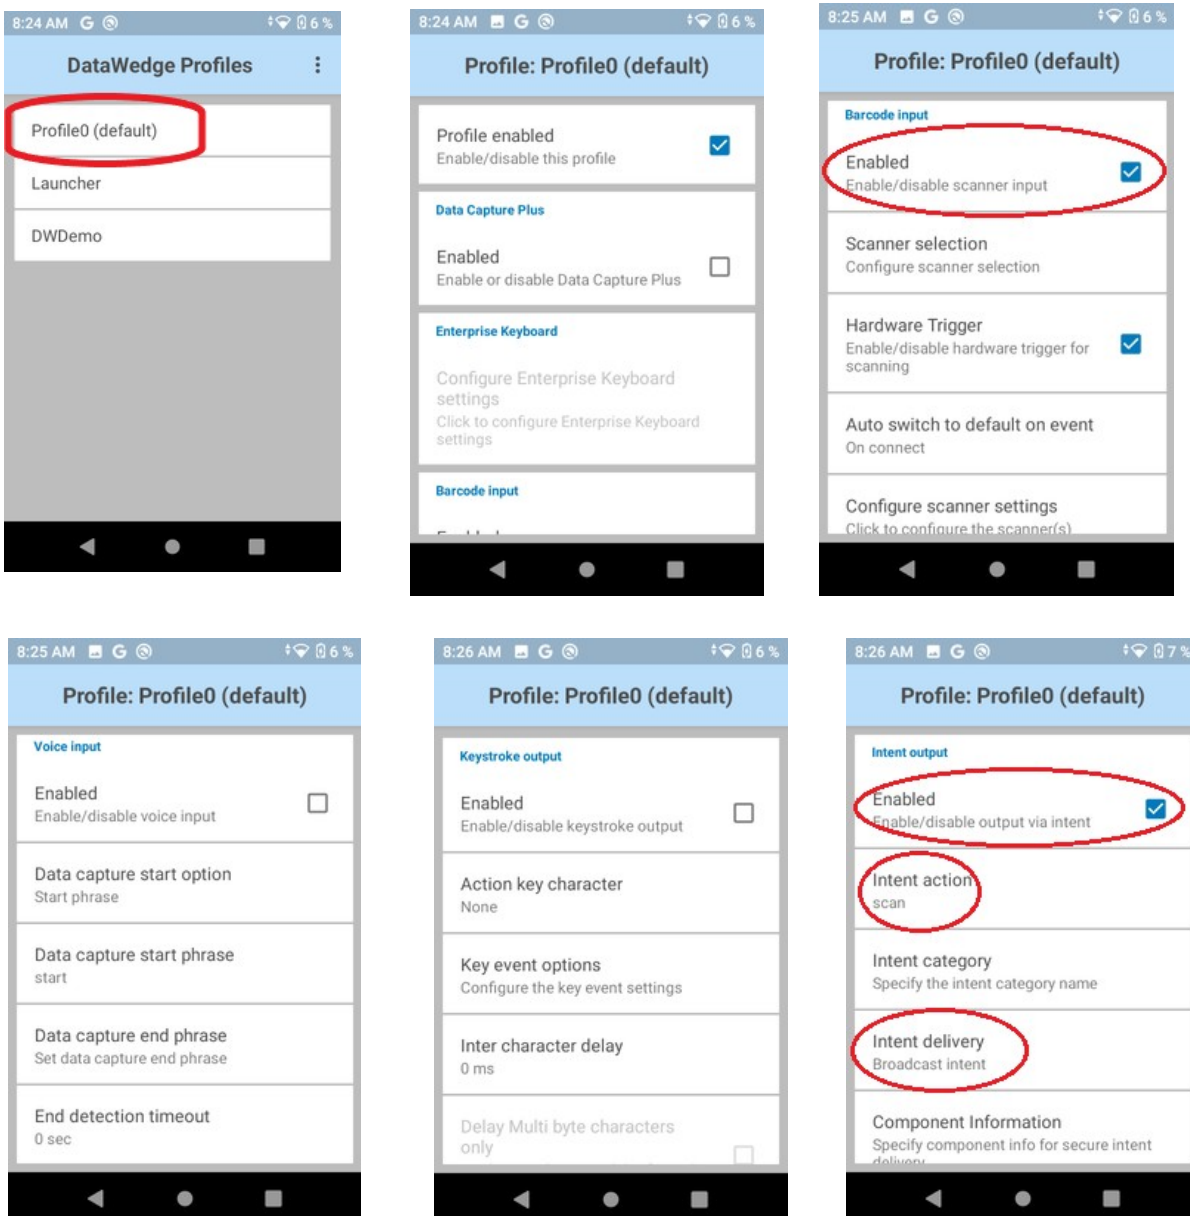 8:24 AM G 6 %
DataWedge Profiles
Profile0 (default)
Launcher
DWDemo
8:24 AM G 6 %
Profile: Profile0 (default)
Profile enabled
Enable/disable this profile
Data Capture Plus
Enabled
Enable or disable Data Capture Plus
Enterprise Keyboard
Configure Enterprise Keyboard
settings
Click to configure Enterprise Keyboard
settings
Barcode input
8:25 AM G 6 %
Profile: Profile0 (default)
Barcode input
Enabled
Enable/disable scanner input
Scanner selection
Configure scanner selection
Hardware Trigger
Enable/disable hardware trigger for
scanning
Auto switch to default on event
On connect
Configure scanner settings
Click to configure the scanner(s)
8:25 AM G 6 %
Profile: Profile0 (default)
Voice input
Enabled
Enable/disable voice input
Data capture start option
Start phrase
Data capture start phrase
start
Data capture end phrase
Set data capture end phrase
End detection timeout
0 sec
8:26 AM G 6 %
Profile: Profile0 (default)
Keystroke output
Enabled
Enable/disable keystroke output
Action key character
None
Key event options
Configure the key event settings
Inter character delay
0 ms
Delay Multi byte characters
only
8:26 AM G 7 %
Profile: Profile0 (default)
Intent output
Enabled
Enable/disable output via intent
Intent action
scan
Intent category
Specify the intent category name
Intent delivery
Broadcast intent
Component Information
Specify component info for secure intent
delivery